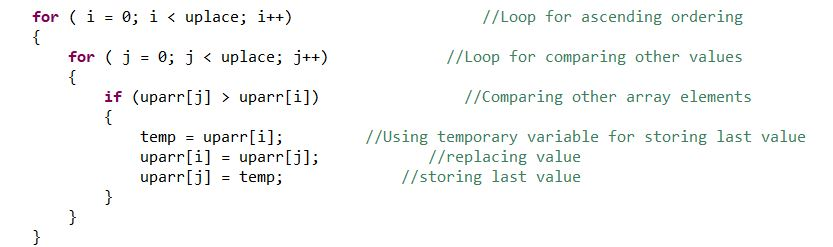 for ( i = 0; i < uplace; i++)                     //Loop for ascending ordering
{
    for ( j = 0; j < uplace; j++)             //Loop for comparing other values
    {
        if (uparr[j] > uparr[i])                //Comparing other array elements
        {
            temp = uparr[i];         //Using temporary variable for storing last value
            uparr[i] = uparr[j];            //replacing value
            uparr[j] = temp;             //storing last value
        }
    }
}